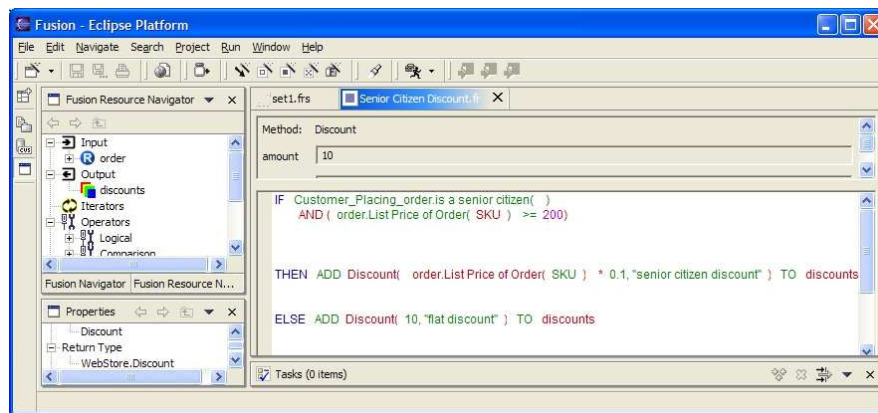 Fusion - Eclipse Platform
File Edit Navigate Search Project Run Window Help
Fusion Resource Navigator
Input
order
Output
discounts
Iterators
Operators
Logical
Comparison
Fusion Navigator Fusion Resource N...
Properties
Discount
Return Type
WebStore.Discount
set1.frs
Senior Citizen Discount.fr
Method: Discount
amount 10
IF Customer_Placing_order.is a senior citizen( )
AND ( order.List Price of Order( SKU ) >= 200)
THEN ADD Discount( order.List Price of Order( SKU ) * 0.1, "senior citizen discount" ) TO discounts
ELSE ADD Discount( 10, "flat discount" ) TO discounts
Tasks (0 items)